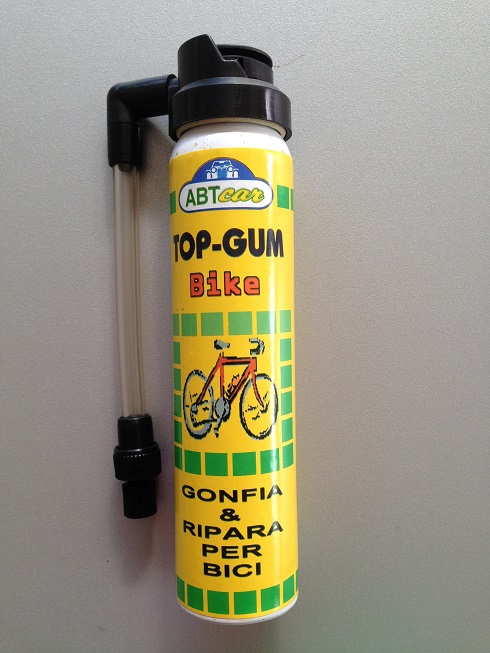 ABTcar
TOP-GUM
Bike
GONFIA
&
RIPARA
PER
BICI